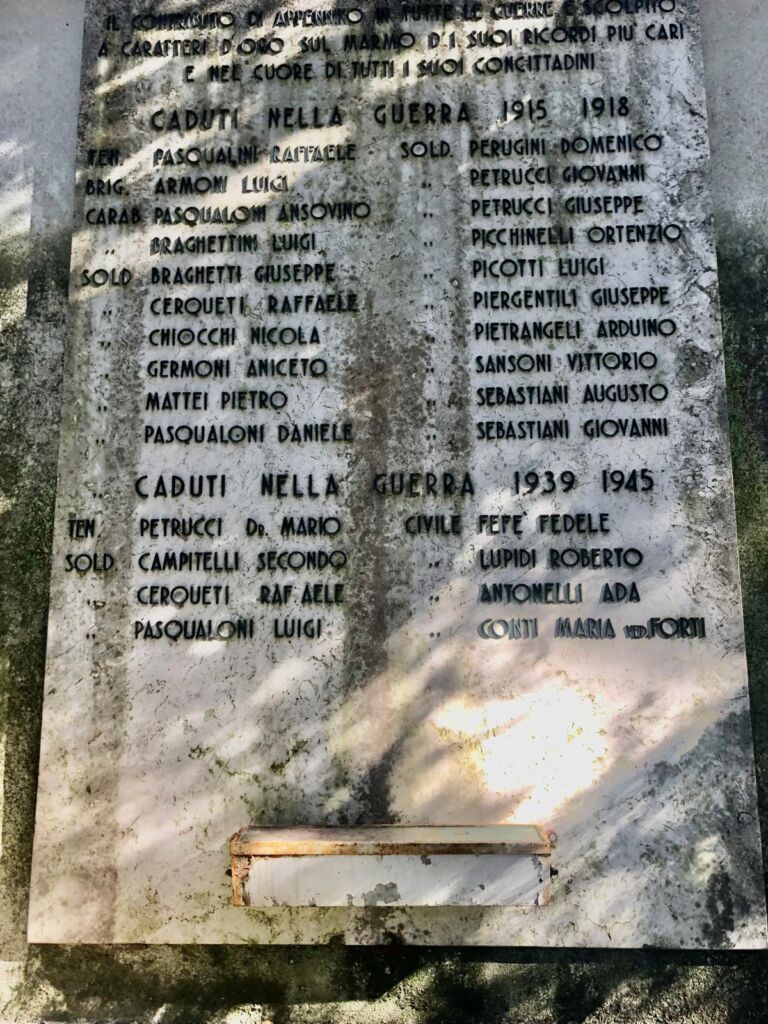 IL CONTRIBUTO DI APPENNINO IN TUTTE LE GUERRE È SCOLPITO
A CARATTERI D'ORO SUL MARMO DI SUOI RICORDI PIÙ CARI
E NEL CUORE DI TUTTI I SUOI CONCITTADINI
CADUTI NELLA GUERRA 1915 1918
TEN. PASQUALINI RAFFAELE
BRIG. ARMONI LUIGI
CARAB. PASQUALONI ANSOVINO
,, BRAGHETTINI LUIGI
SOLD BRAGHETTI GIUSEPPE
,, CERQUETI RAFFAELE
,, CHIOCCHI NICOLA
,, GERMONI ANICETO
,, MATTEI PIETRO
,, PASQUALONI DANIELE
SOLD. PERUGINI DOMENICO
,, PETRUCCI GIOVANNI
,, PETRUCCI GIUSEPPE
,, PICCHINELLI ORTENZIO
,, PICOTTI LUIGI
,, PIERGENTILI GIUSEPPE
,, PIETRANGELI ARDUINO
,, SANSONI VITTORIO
,, SEBASTIANI AUGUSTO
,, SEBASTIANI GIOVANNI
,, CADUTI NELLA GUERRA 1939 1945
TEN. PETRUCCI DR. MARIO
SOLD. CAMPITELLI SECONDO
,, CERQUETI RAF AELE
,, PASQUALONI LUIGI
CIVILE FEFE FEDELE
,, LUPIDI ROBERTO
,, ANTONELLI ADA
,, CONTI MARIA VED. FORTI